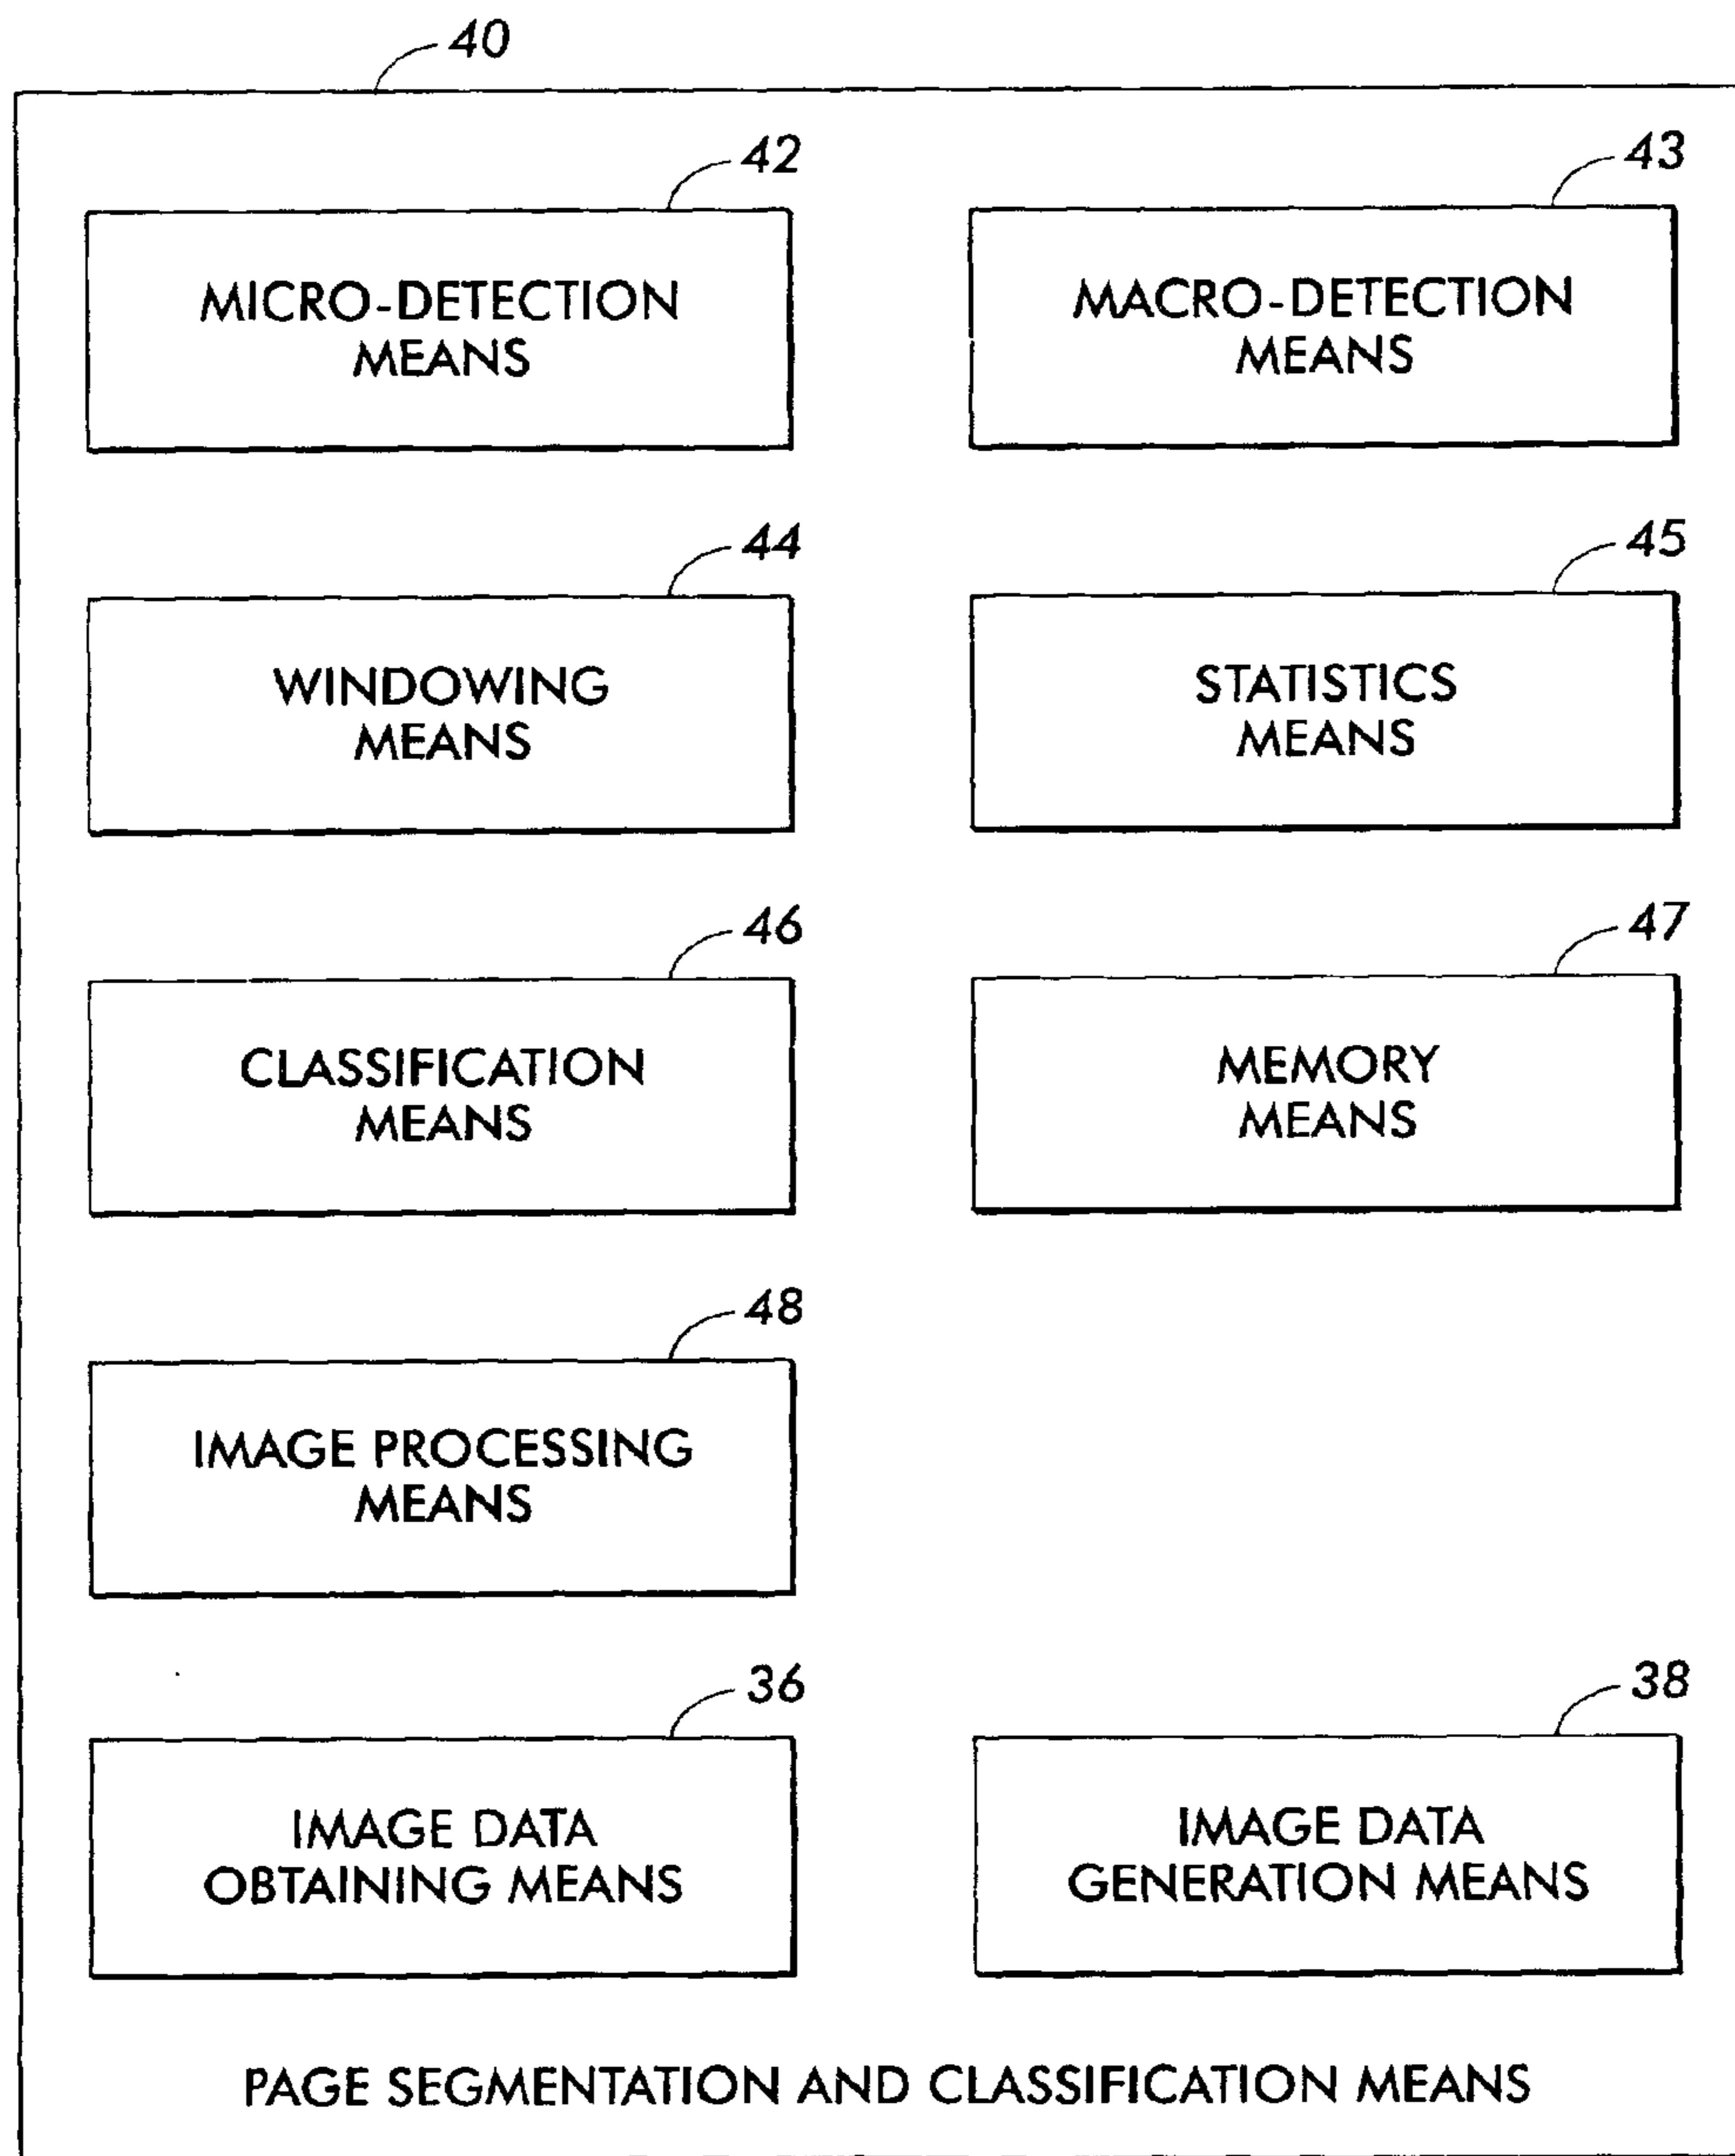 40
42
43
MICRO-DETECTION
MEANS
MACRO-DETECTION
MEANS
44
45
WINDOWING
MEANS
STATISTICS
MEANS
46
47
CLASSIFICATION
MEANS
MEMORY
MEANS
48
IMAGE PROCESSING
MEANS
36
38
IMAGE DATA
OBTAINING MEANS
IMAGE DATA
GENERATION MEANS
PAGE SEGMENTATION AND CLASSIFICATION MEANS